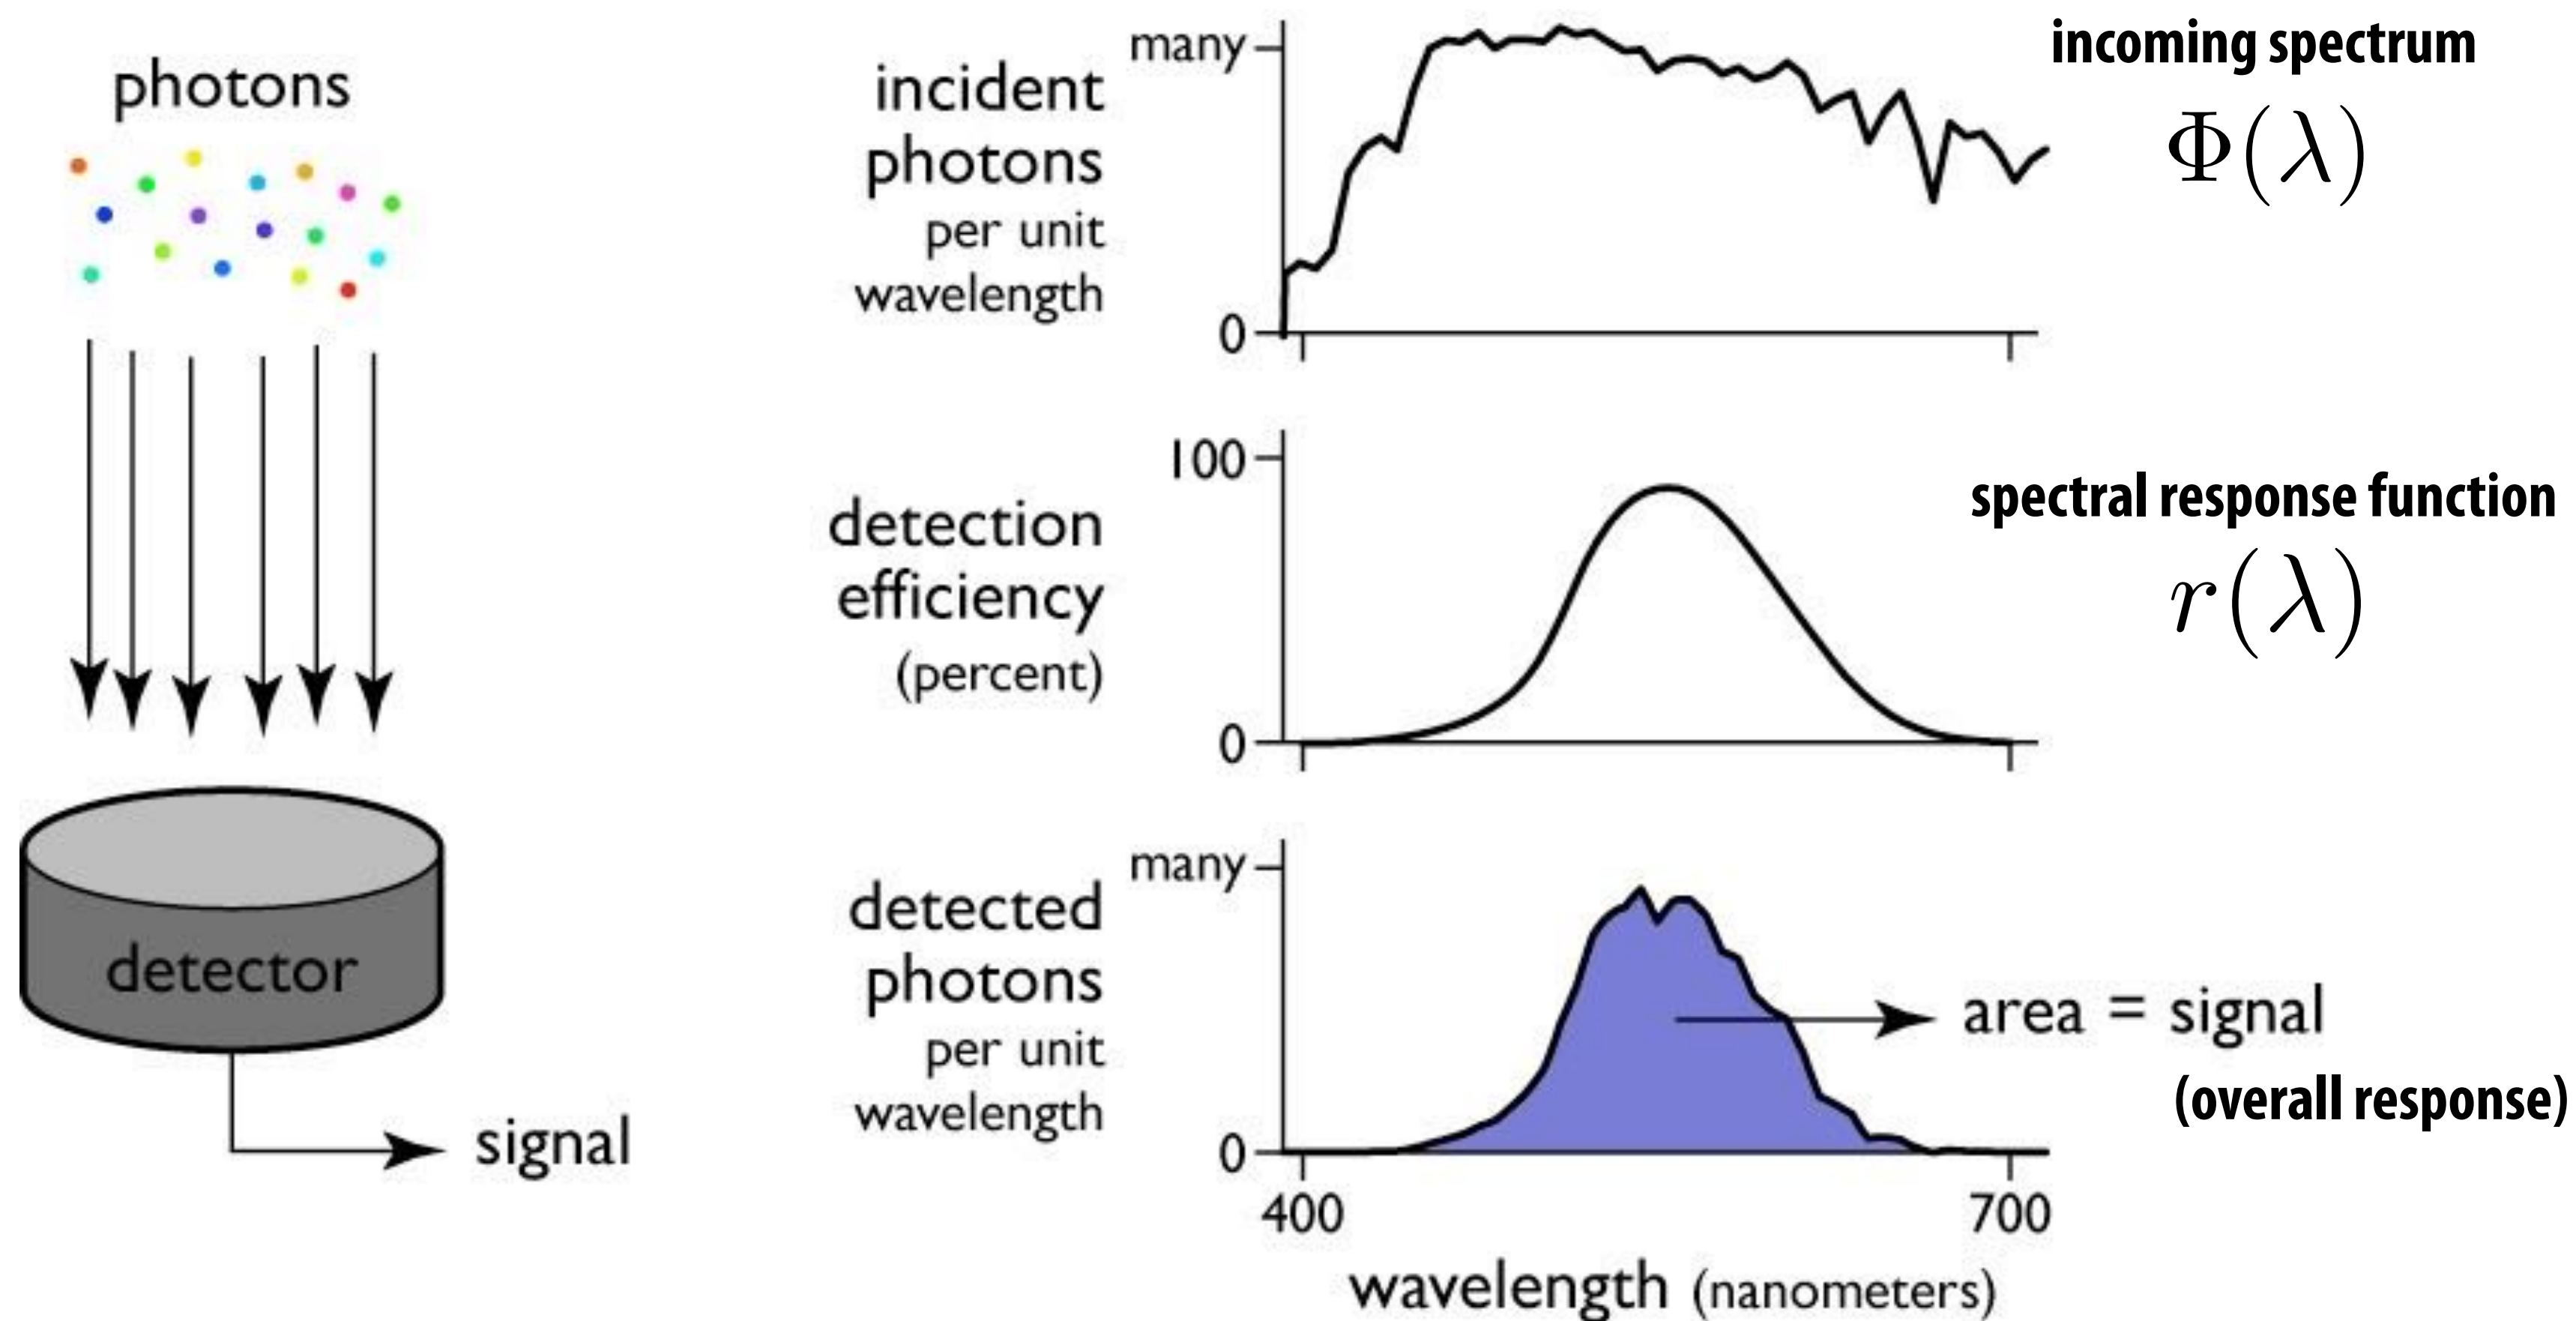 photons
detector
signal
incident
photons
per unit
wavelength
many
0
incoming spectrum
Φ(λ)
detection
efficiency
(percent)
100
0
spectral response function
r(λ)
detected
photons
per unit
wavelength
many
0
area = signal
(overall response)
400 700
wavelength (nanometers)